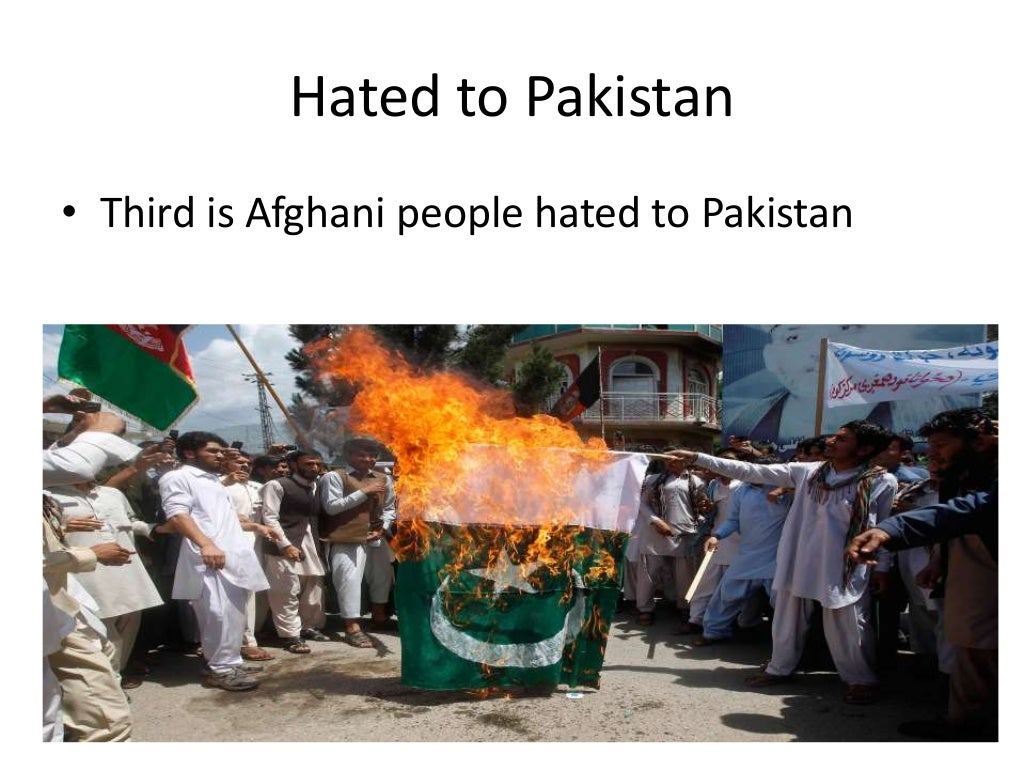 Hated to Pakistan
• Third is Afghani people hated to Pakistan